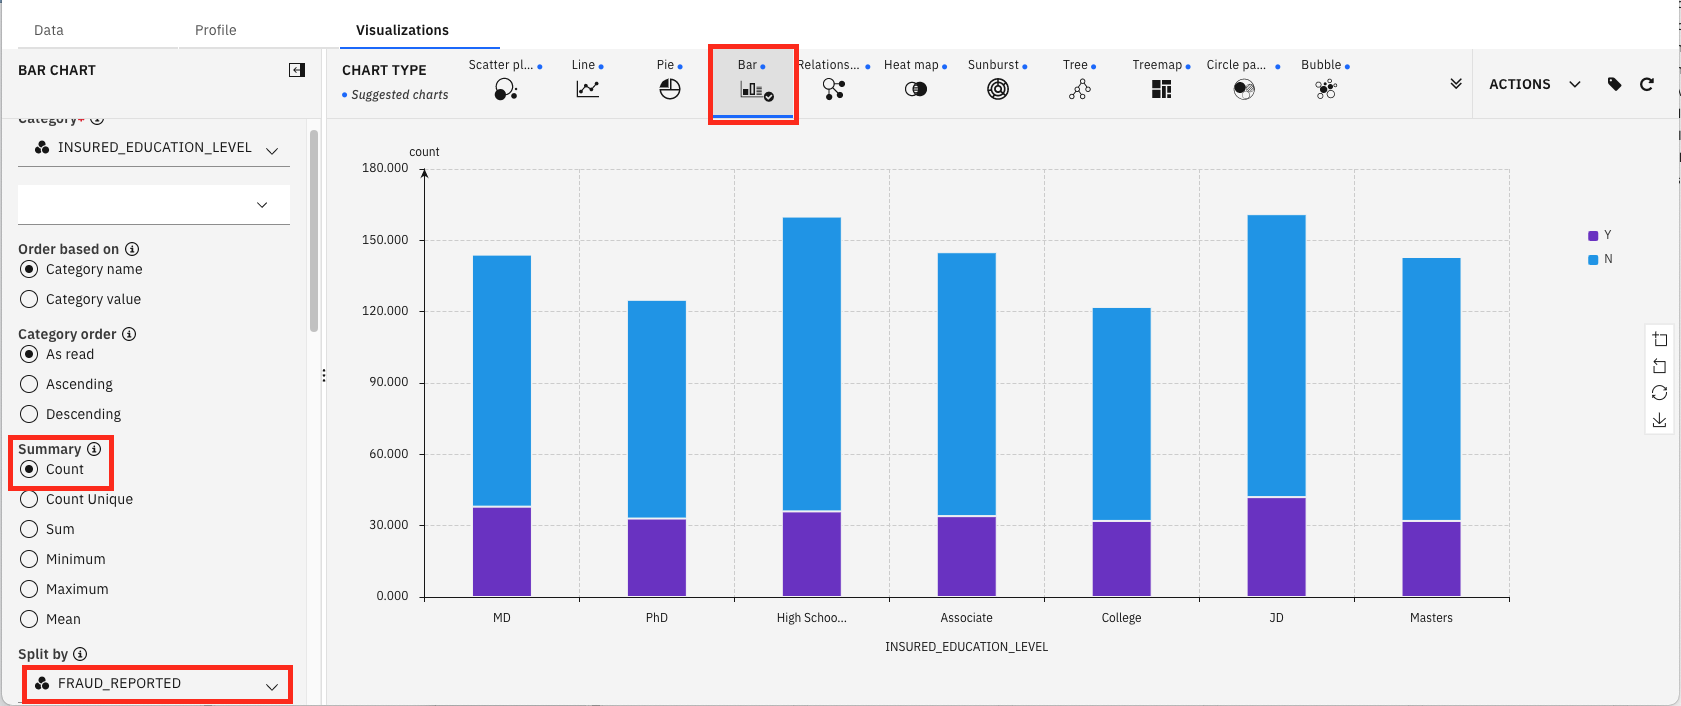 Data
Profile
Visualizations
BAR CHART
CHART TYPE
Suggested charts
Scatter pl...
Line
Pie
Bar
Relations...
Heat map
Sunburst
Tree
Treemap
Circle pa...
Bubble
ACTIONS
Category*
INSURED_EDUCATION_LEVEL
Order based on
Category name
Category value
Category order
As read
Ascending
Descending
Summary
Count
Count Unique
Sum
Minimum
Maximum
Mean
Split by
FRAUD_REPORTED
count
180.000
150.000
120.000
90.000
60.000
30.000
0.000
MD
PhD
High Schoo...
Associate
College
JD
Masters
INSURED_EDUCATION_LEVEL
Y
N